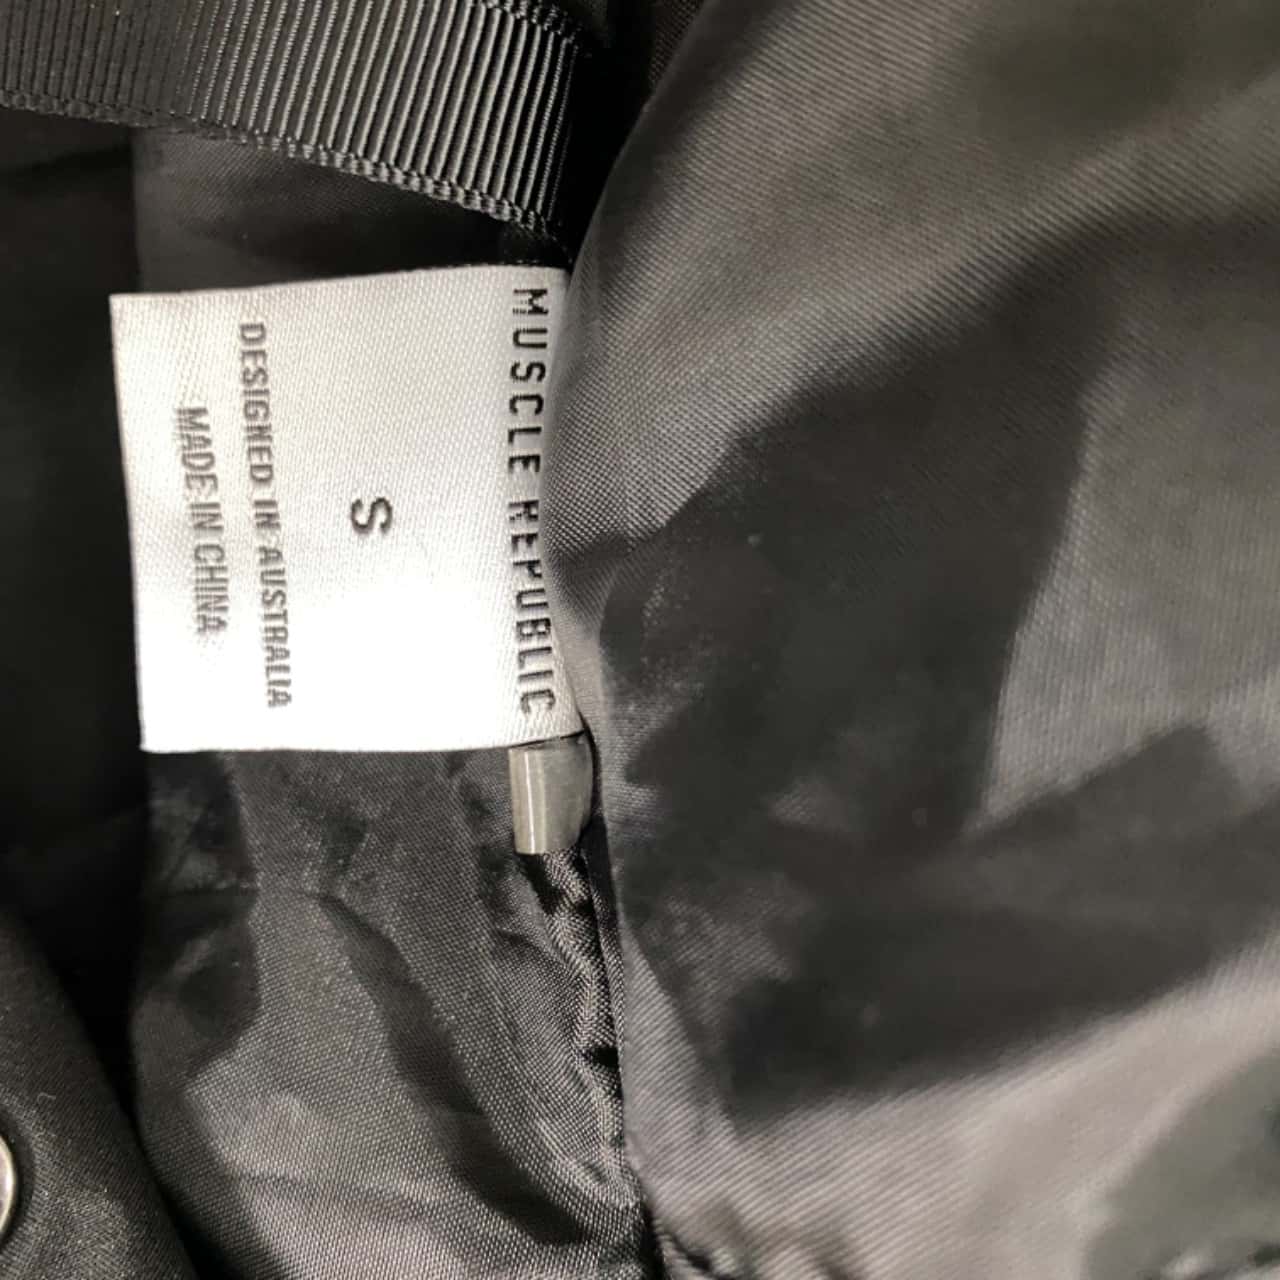 MUSCLE REPUBLIC
S
DESIGNED IN AUSTRALIA
MADE IN CHINA